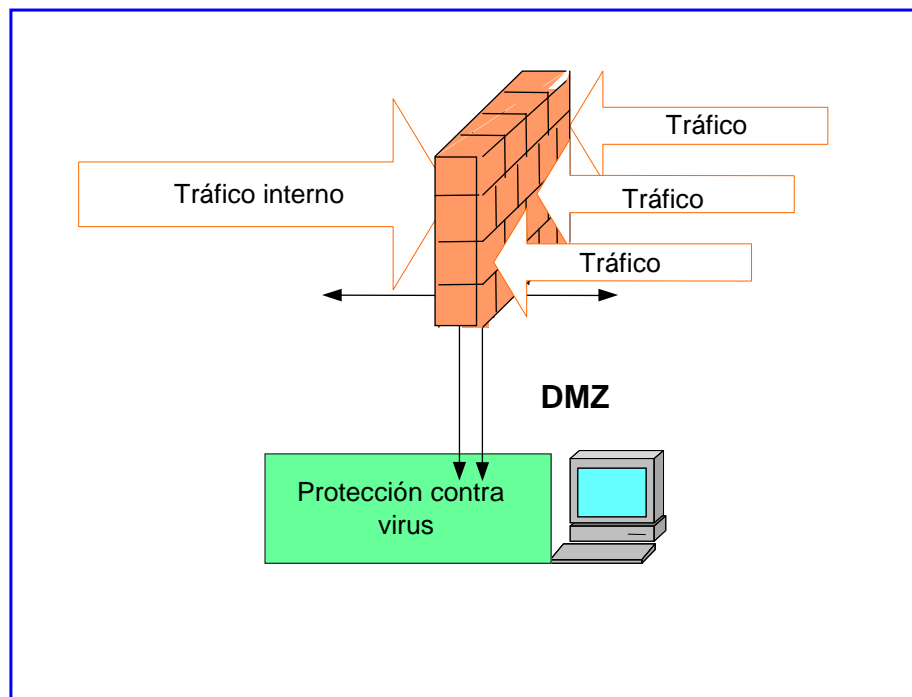 Tráfico
Tráfico interno
Tráfico
Tráfico
DMZ
Protección contra
virus